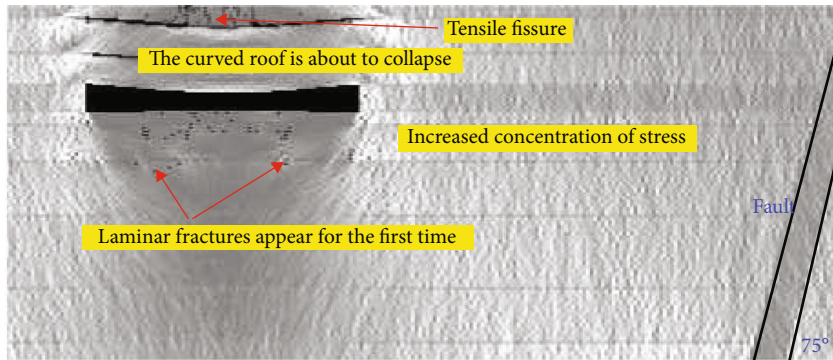 Tensile fissure
The curved roof is about to collapse
Increased concentration of stress
Fault
Laminar fractures appear for the first time
75°